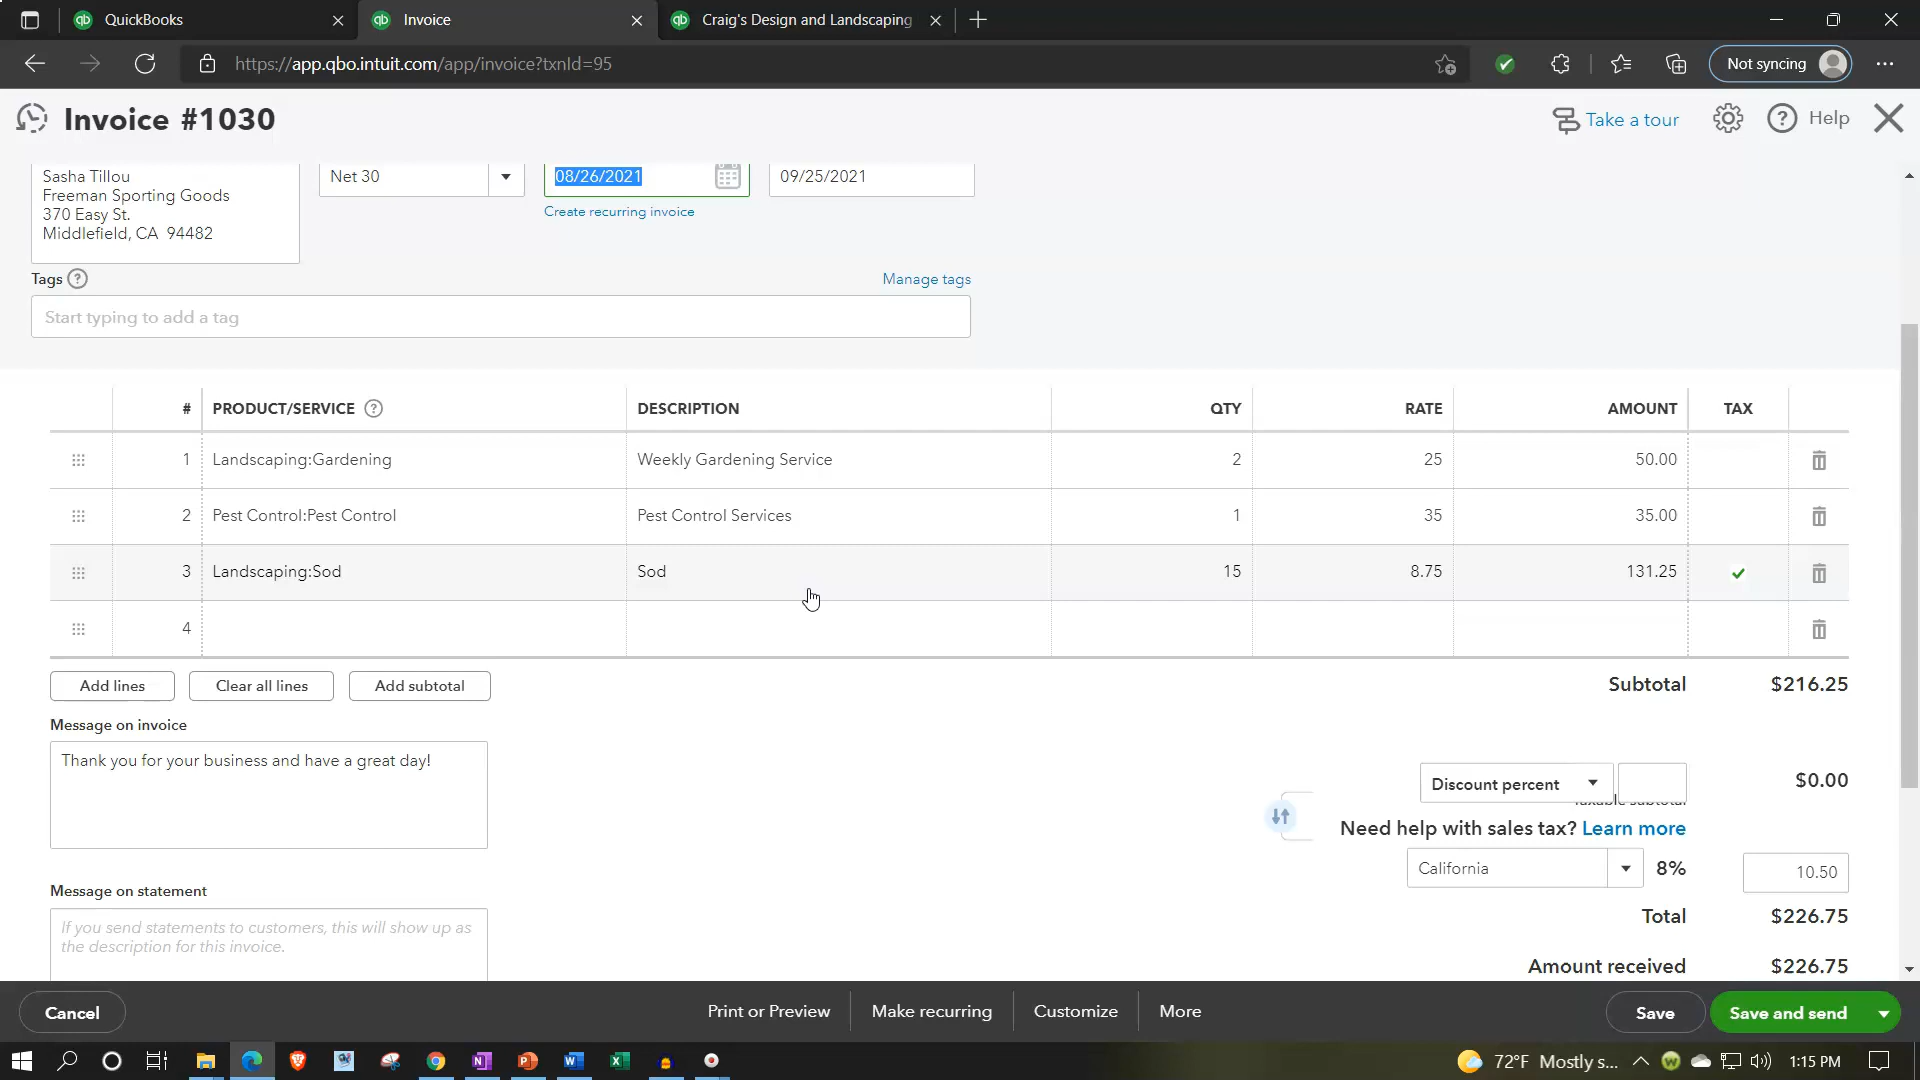 QuickBooks
Invoice
Craig's Design and Landscaping
https://app.qbo.intuit.com/app/invoice?txnId=95
Not syncing
Invoice #1030
Take a tour
Help
Sasha Tillou
Freeman Sporting Goods
370 Easy St.
Middlefield, CA 94482
Net 30
08/26/2021
09/25/2021
Create recurring invoice
Tags
Manage tags
Start typing to add a tag
# PRODUCT/SERVICE DESCRIPTION QTY RATE AMOUNT TAX
1 Landscaping:Gardening Weekly Gardening Service 2 25 50.00
2 Pest Control:Pest Control Pest Control Services 1 35 35.00
3 Landscaping:Sod Sod 15 8.75 131.25
4
Add lines Clear all lines Add subtotal
Subtotal $216.25
Message on invoice
Thank you for your business and have a great day!
Discount percent $0.00
Taxable subtotal
Need help with sales tax? Learn more
California 8% 10.50
Message on statement
If you send statements to customers, this will show up as
the description for this invoice.
Total $226.75
Amount received $226.75
Cancel
Print or Preview Make recurring Customize More
Save Save and send
72°F Mostly s...
1:15 PM